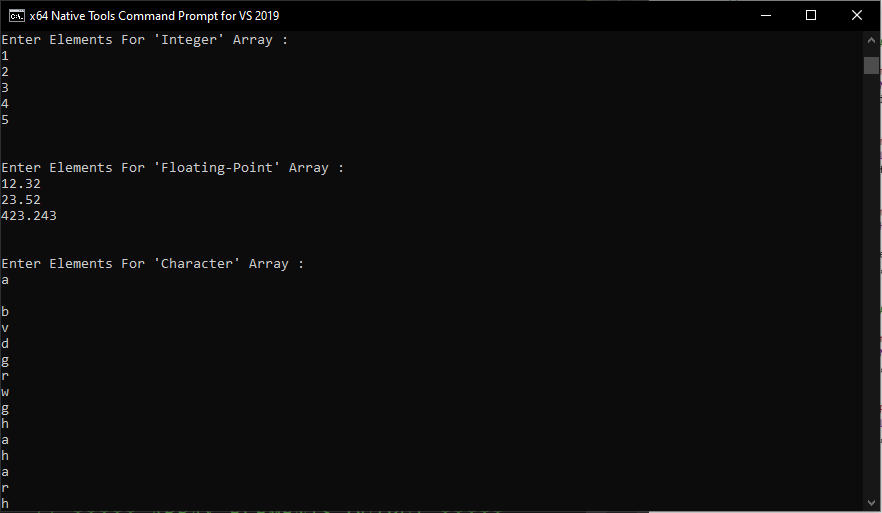 x64 Native Tools Command Prompt for VS 2019
Enter Elements For 'Integer' Array :
1
2
3
4
5
Enter Elements For 'Floating-Point' Array :
12.32
23.52
423.243
Enter Elements For 'Character' Array :
a
b
v
d
g
r
w
g
h
a
h
a
r
h